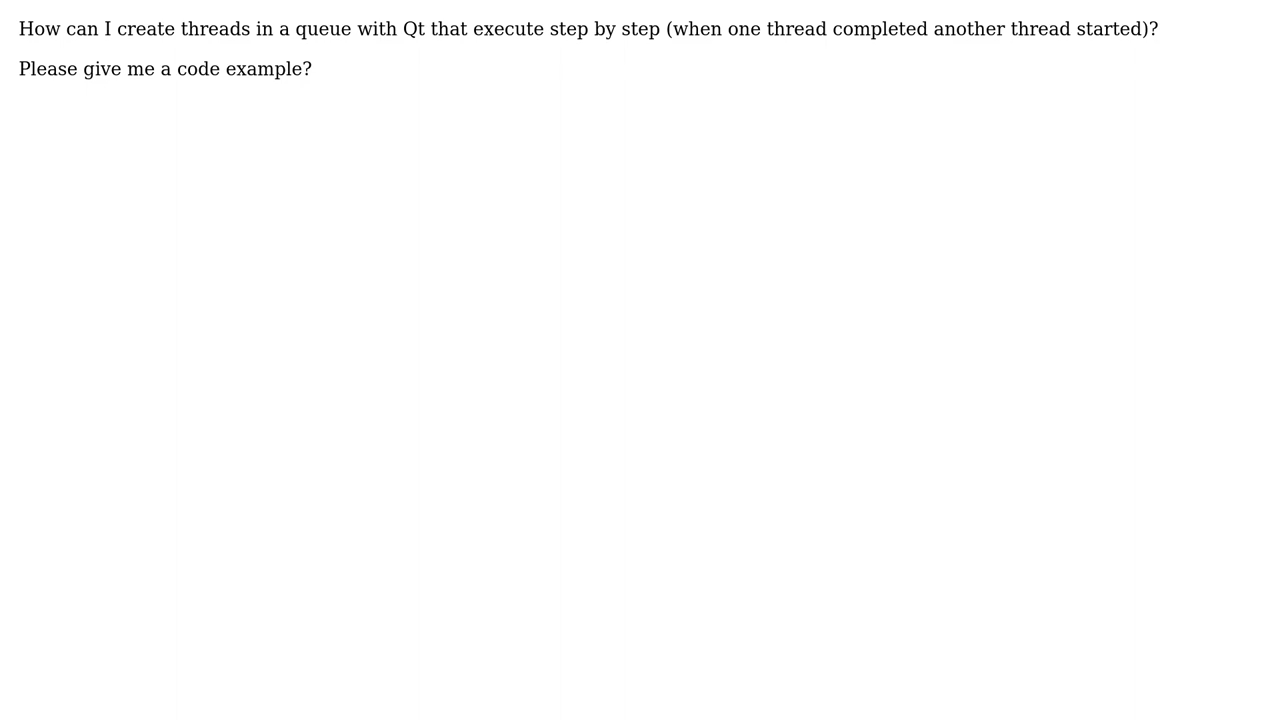 How can I create threads in a queue with Qt that execute step by step (when one thread completed another thread started)?
Please give me a code example?